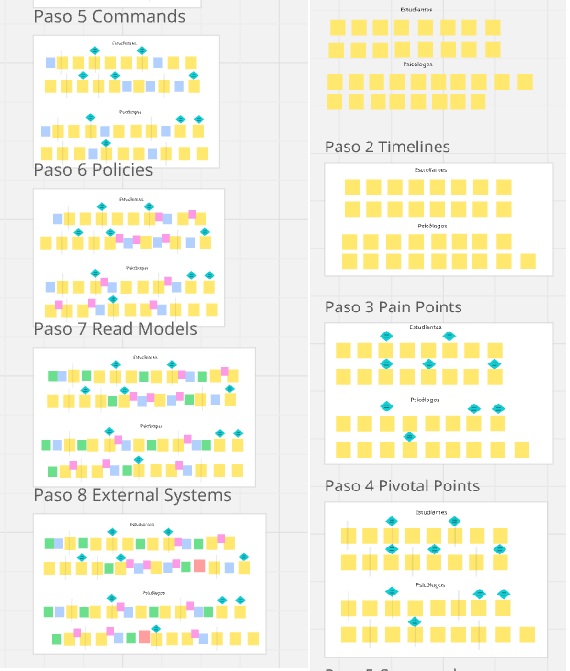 Paso 5 Commands
Estudiantes
Psicólogos
Paso 6 Policies
Estudiantes
Psicólogos
Paso 7 Read Models
Estudiantes
Psicólogos
Paso 8 External Systems
Estudiantes
Psicólogos
Estudiantes
Psicólogos
Paso 2 Timelines
Estudiantes
Psicólogos
Paso 3 Pain Points
Estudiantes
Psicólogos
Paso 4 Pivotal Points
Estudiantes
Psicólogos